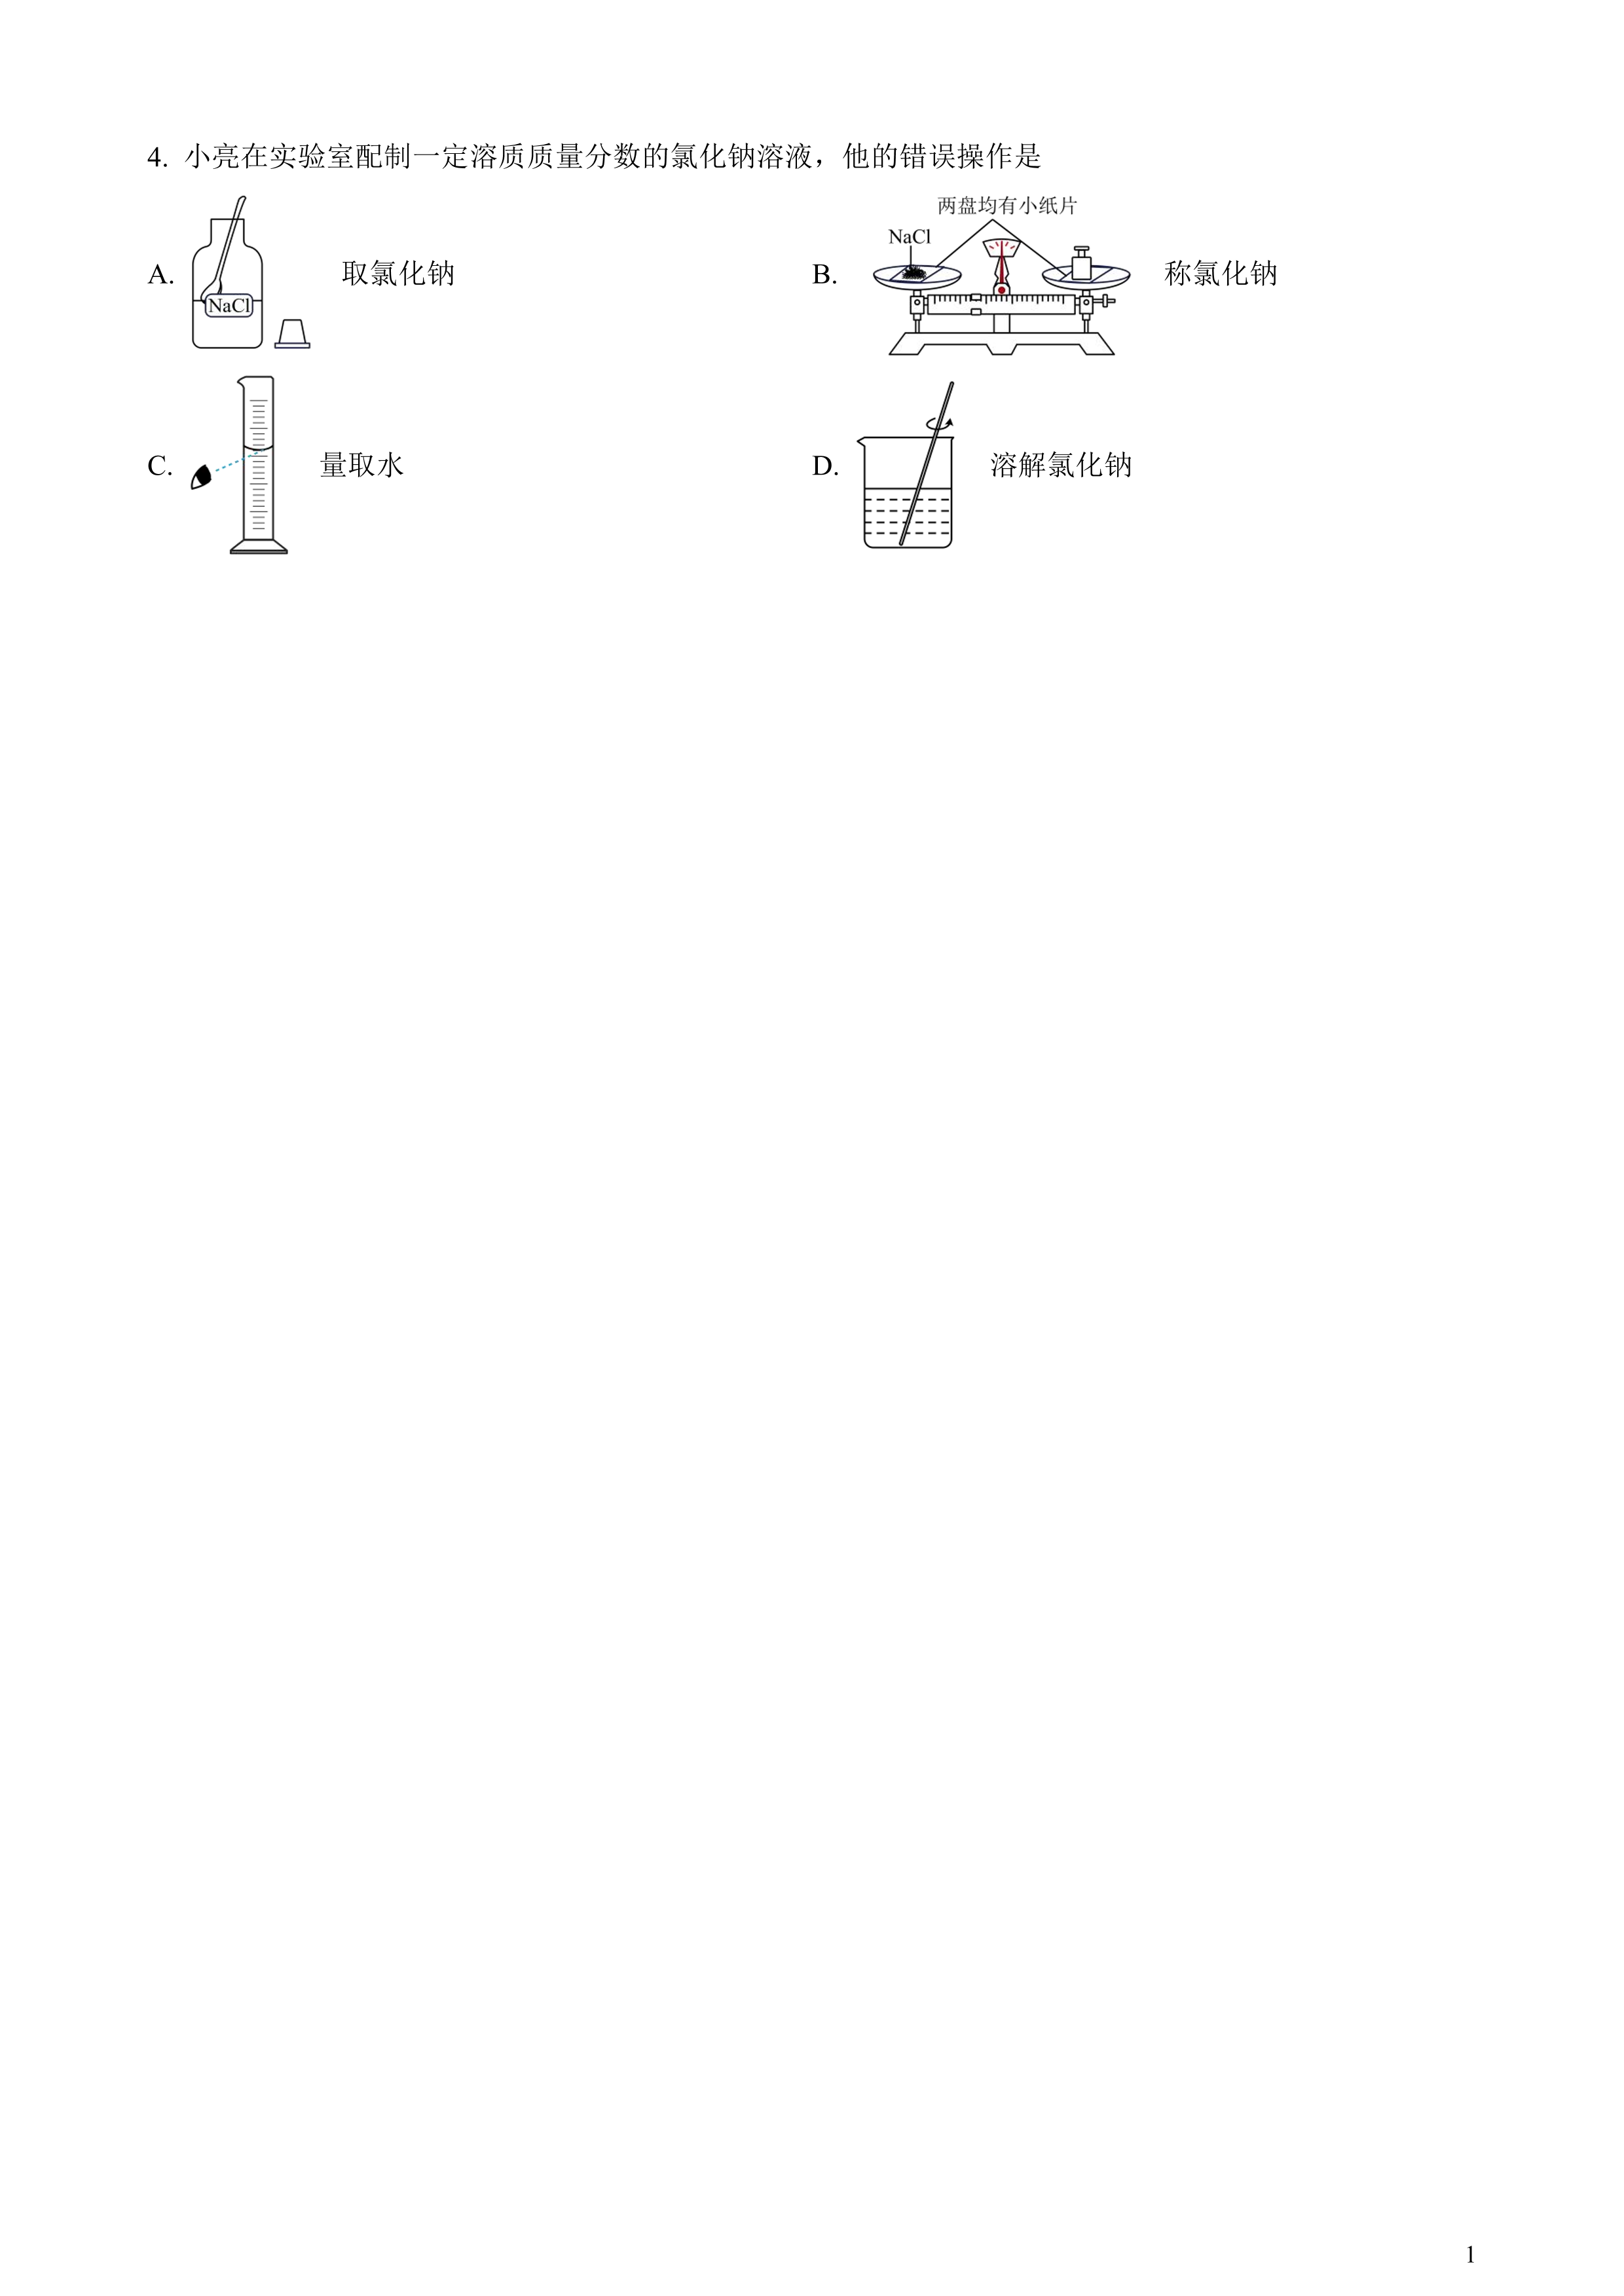 4. 小亮在实验室配制一定溶质质量分数的氯化钠溶液，他的错误操作是
A. NaCl 取氯化钠
B. 两盘均有小纸片 NaCl 称氯化钠
C. 量取水
D. 溶解氯化钠
1